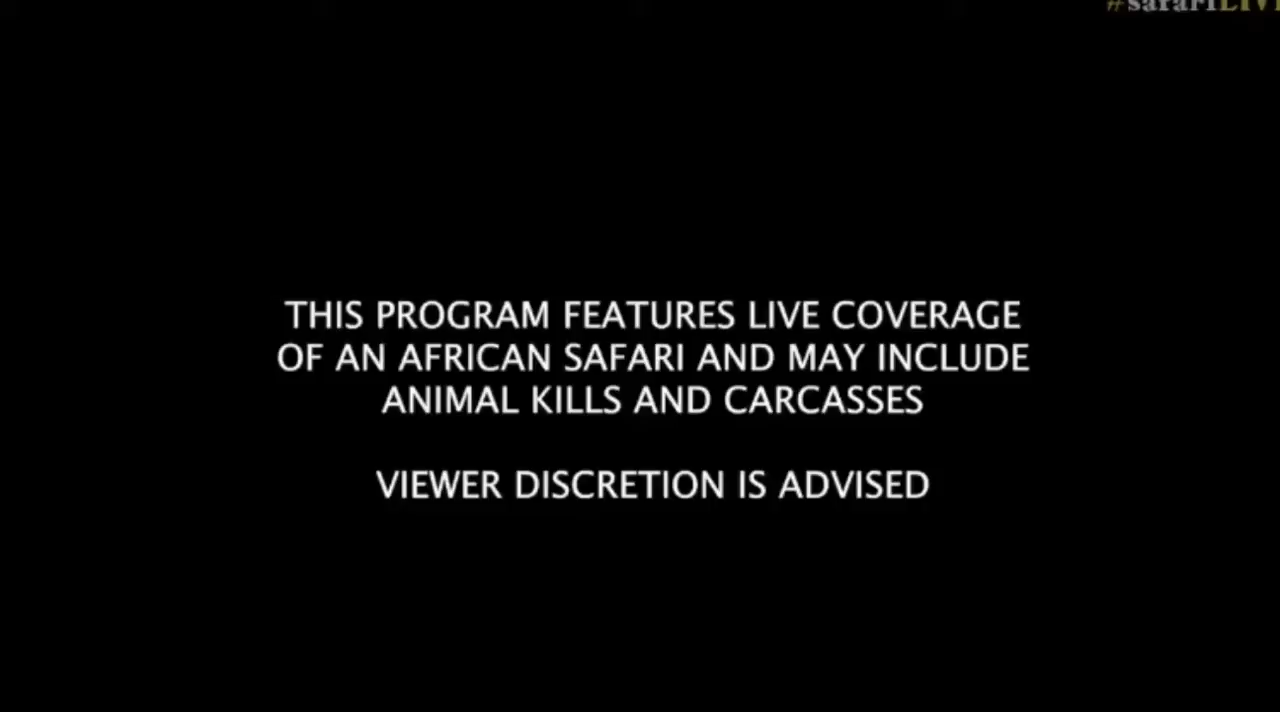 #safariLIVE
THIS PROGRAM FEATURES LIVE COVERAGE
OF AN AFRICAN SAFARI AND MAY INCLUDE
ANIMAL KILLS AND CARCASSES
VIEWER DISCRETION IS ADVISED